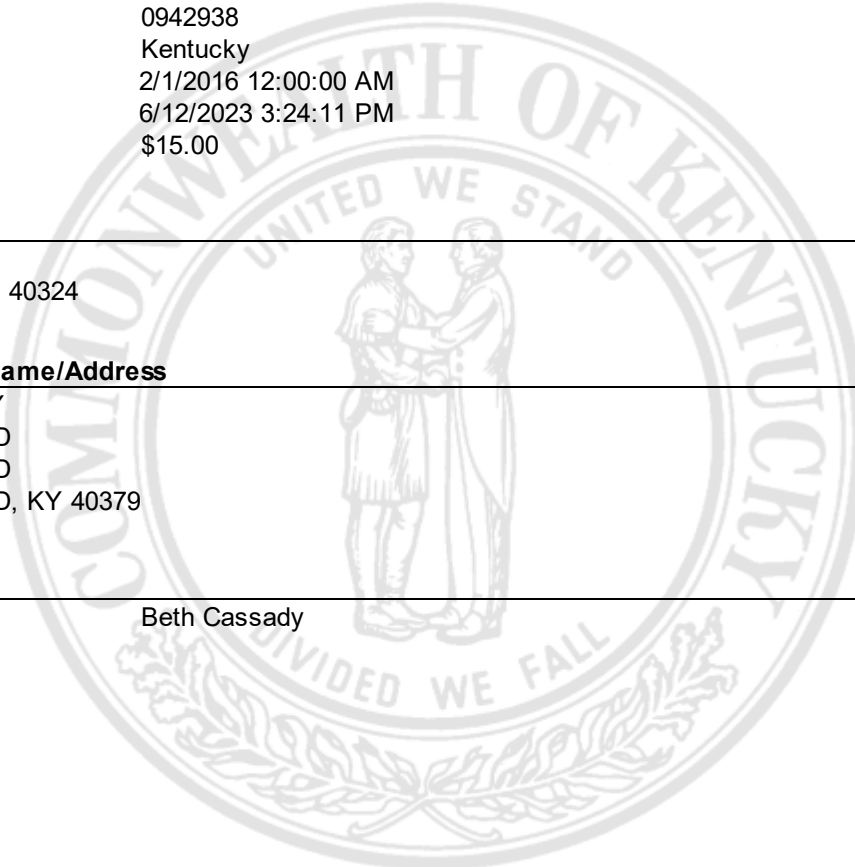 0942938
Kentucky
2/1/2016 12:00:00 AM
6/12/2023 3:24:11 PM
$15.00
40324
ame/Address
D
D
D, KY 40379
Beth Cassady
COMMONWEALTH OF KENTUCKY
UNITED WE STAND
DIVIDED WE FALL